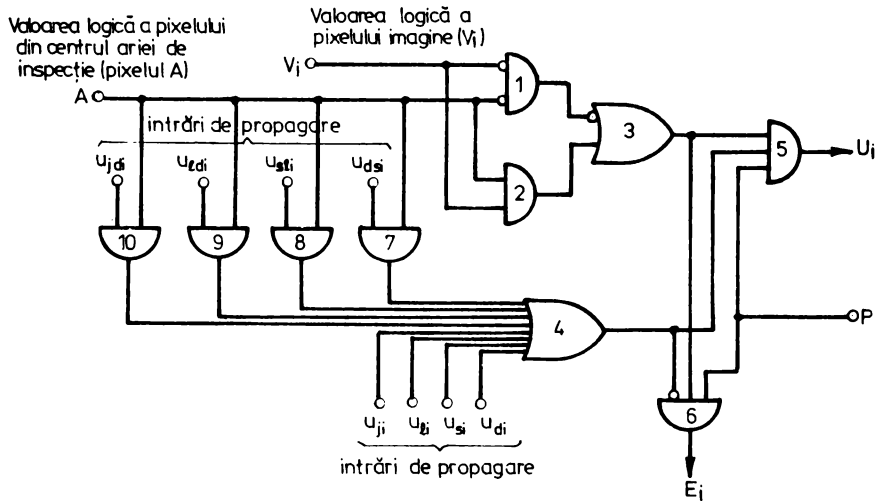 Valoarea logică a pixelului
din centrul ariei de
inspecție (pixelul A)
Valoarea logică a
pixelului imagine (Vi)
Vi
A
intrări de propagare
ujdi
uℓdi
usℓi
udsi
1
2
3
4
5
6
7
8
9
10
Ui
P
Ei
uji
uℓi
usi
udi
intrări de propagare